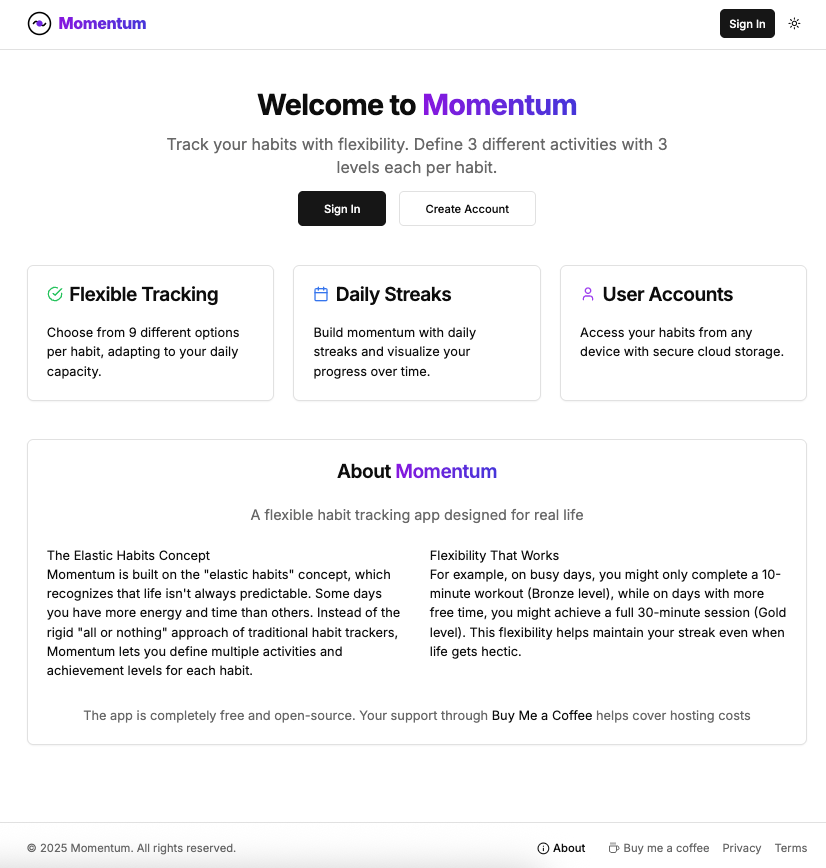 Momentum
Sign In
Welcome to Momentum
Track your habits with flexibility. Define 3 different activities with 3
levels each per habit.
Sign In
Create Account
Flexible Tracking
Choose from 9 different options
per habit, adapting to your daily
capacity.
Daily Streaks
Build momentum with daily
streaks and visualize your
progress over time.
User Accounts
Access your habits from any
device with secure cloud storage.
About Momentum
A flexible habit tracking app designed for real life
The Elastic Habits Concept
Momentum is built on the "elastic habits" concept, which
recognizes that life isn't always predictable. Some days
you have more energy and time than others. Instead of the
rigid "all or nothing" approach of traditional habit trackers,
Momentum lets you define multiple activities and
achievement levels for each habit.
Flexibility That Works
For example, on busy days, you might only complete a 10-
minute workout (Bronze level), while on days with more
free time, you might achieve a full 30-minute session (Gold
level). This flexibility helps maintain your streak even when
life gets hectic.
The app is completely free and open-source. Your support through Buy Me a Coffee helps cover hosting costs
© 2025 Momentum. All rights reserved.
About
Buy me a coffee
Privacy
Terms